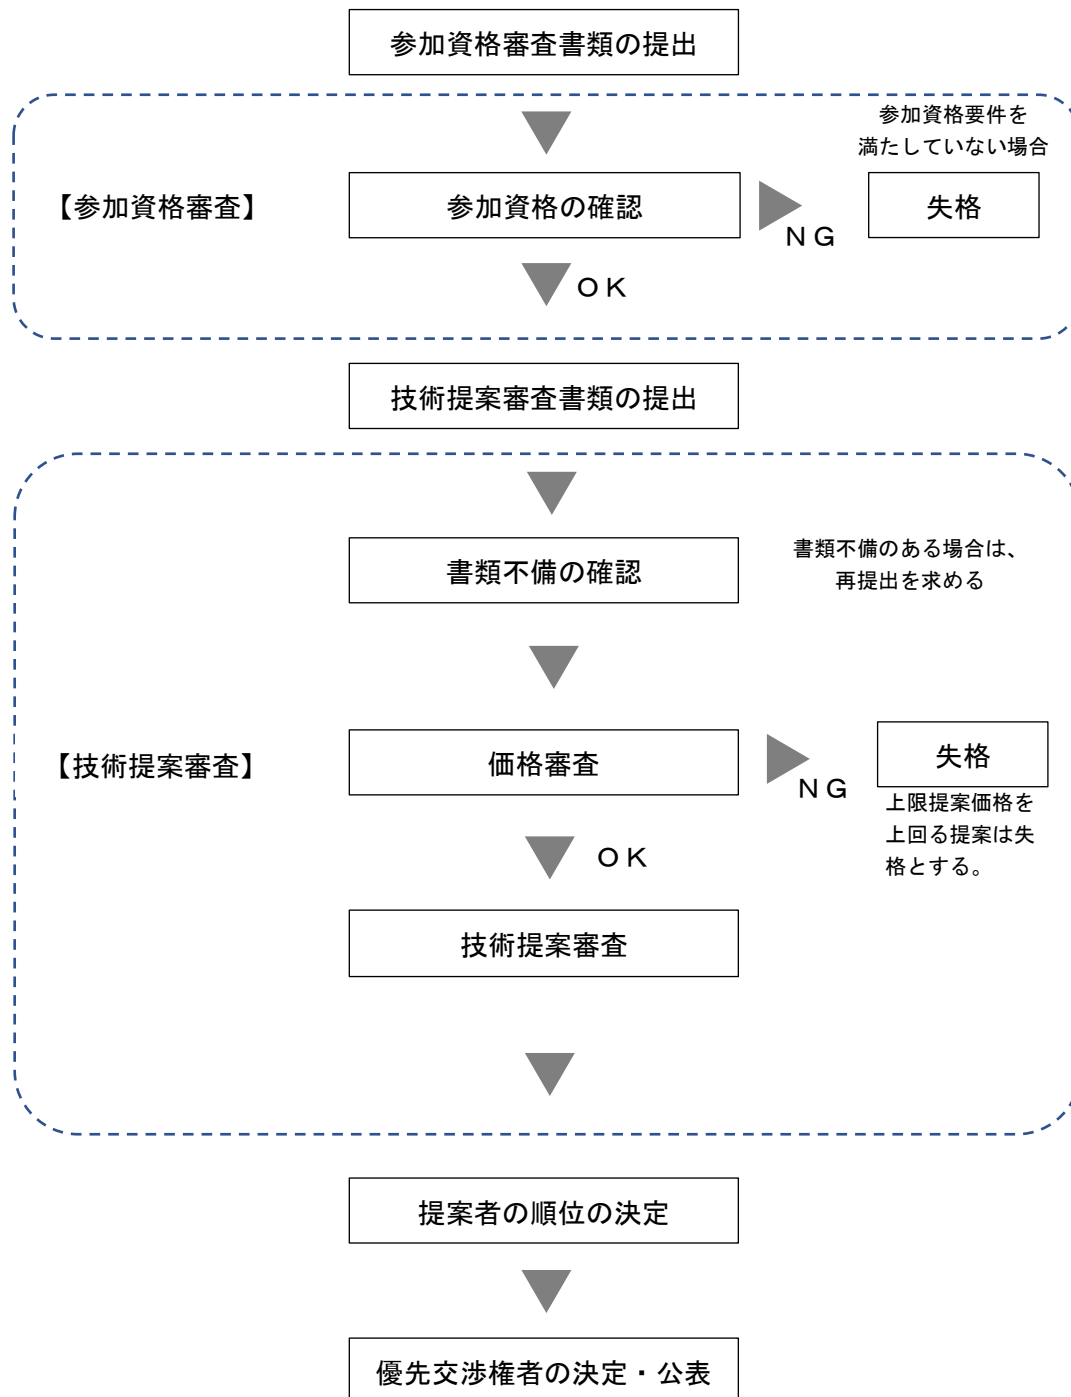 参加資格審査書類の提出
参加資格要件を
満たしていない場合
【参加資格審査】
参加資格の確認
ＮＧ
失格
ＯＫ
技術提案審査書類の提出
書類不備の確認
書類不備のある場合は、
再提出を求める
【技術提案審査】
価格審査
ＮＧ
失格
上限提案価格を
上回る提案は失
格とする。
ＯＫ
技術提案審査
提案者の順位の決定
優先交渉権者の決定・公表